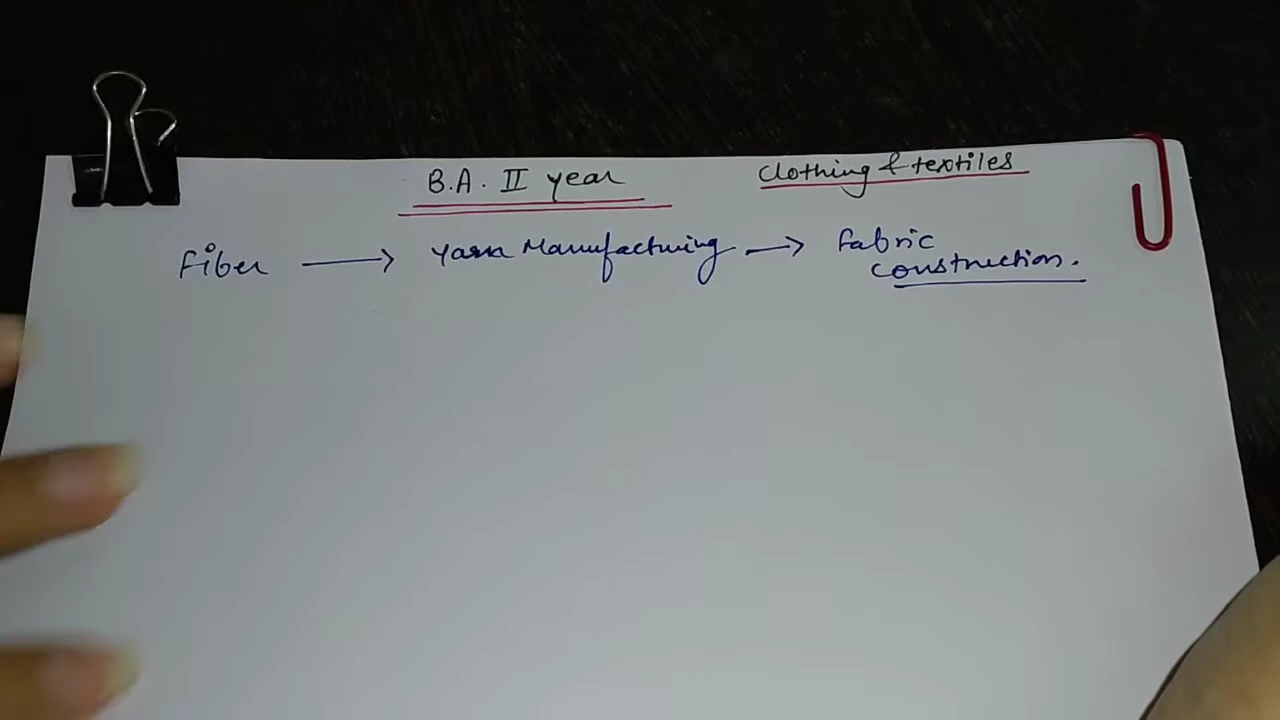 B.A. II year
Clothing & textiles
Fiber → Yarn Manufacturing → Fabric
construction.